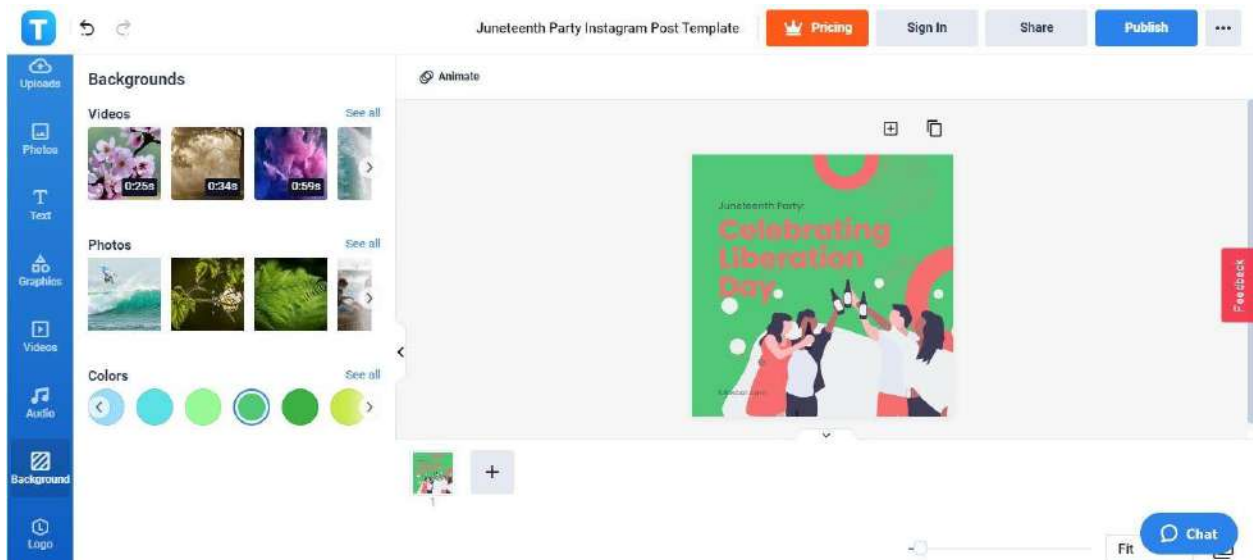 T
Juneteenth Party Instagram Post Template
Pricing
Sign In
Share
Publish
Uploads
Photos
Text
Graphics
Videos
Audio
Background
Logo
Backgrounds
Videos
See all
0:25s
0:34s
0:59s
Photos
See all
Colors
See all
Animate
Juneteenth Party:
Celebrating
Liberation
Day.
1
Feedback
Fit
Chat